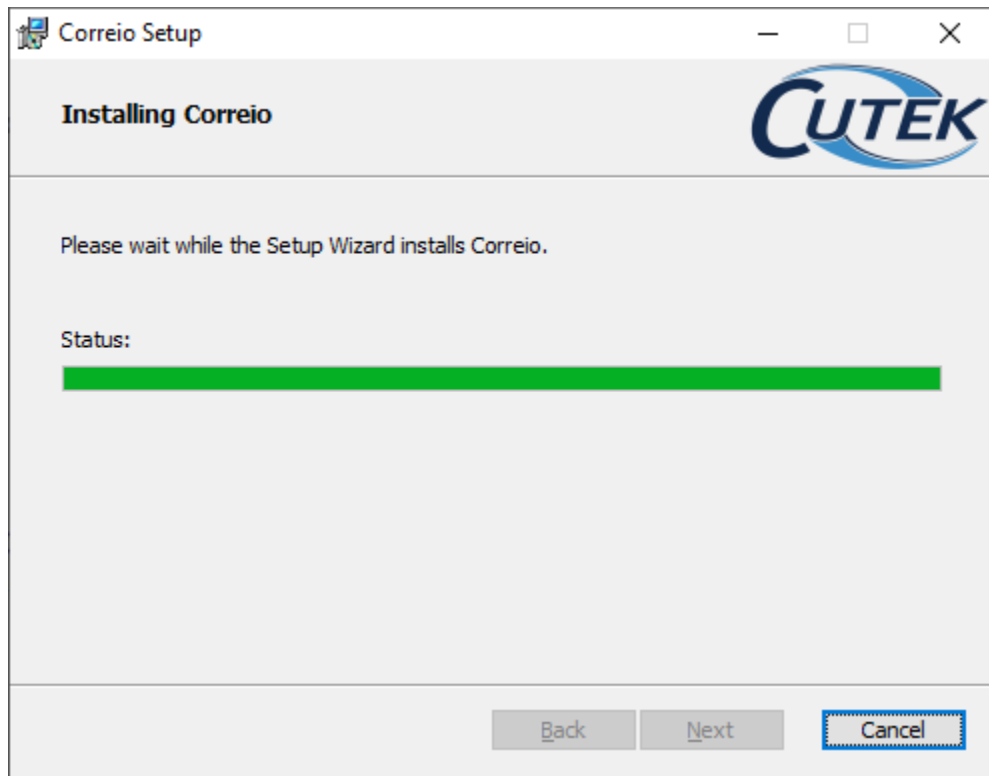 Correio Setup
Installing Correio
CUTEK
Please wait while the Setup Wizard installs Correio.
Status:
Back
Next
Cancel